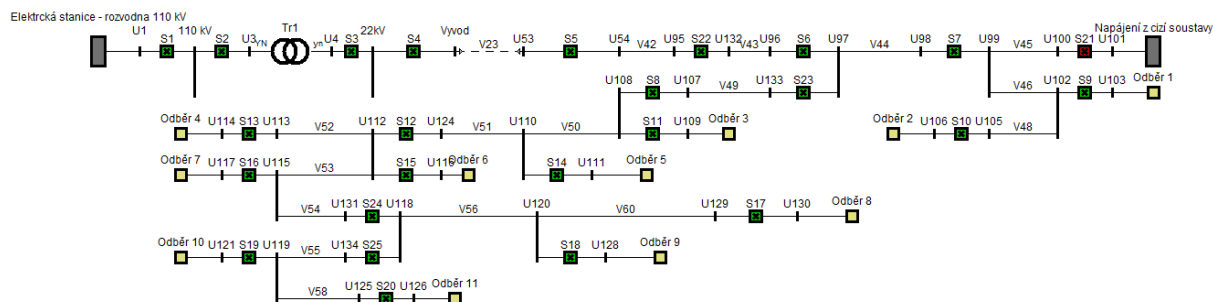 Elektrcká stanice - rozvodna 110 kV
U1 S1 110 kV S2 U3 YN Tr1 yn U4 S3 22kV S4 Vyvod V23 U53 S5 U54 V42 U95 S22 U132 V43 U96 S6 U97 V44 U98 S7 U99 V45 U100 S21 U101 Napájení z cizí soustavy
U108 S8 U107 V49 U133 S23 V46 U102 S9 U103 Odběr 1
Odběr 4 U114 S13 U113 V52 U112 S12 U124 V51 U110 V50 S11 U109 Odběr 3 Odběr 2 U106 S10 U105 V48
Odběr 7 U117 S16 U115 V53 S15 U116 Odběr 6 S14 U111 Odběr 5
V54 U131 S24 U118 V56 U120 V60 U129 S17 U130 Odběr 8
Odběr 10 U121 S19 U119 V55 U134 S25 S18 U128 Odběr 9
V58 U125 S20 U126 Odběr 11